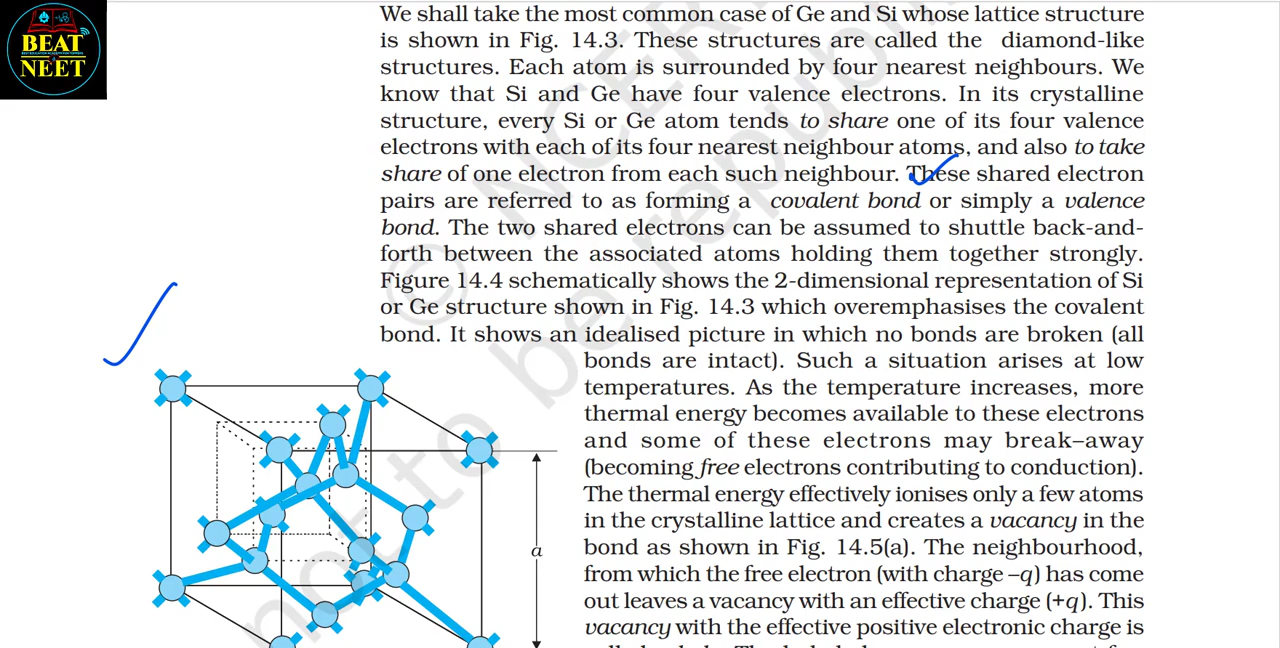 BEAT
NEET
We shall take the most common case of Ge and Si whose lattice structure
is shown in Fig. 14.3. These structures are called the diamond-like
structures. Each atom is surrounded by four nearest neighbours. We
know that Si and Ge have four valence electrons. In its crystalline
structure, every Si or Ge atom tends to share one of its four valence
electrons with each of its four nearest neighbour atoms, and also to take
share of one electron from each such neighbour. These shared electron
pairs are referred to as forming a covalent bond or simply a valence
bond. The two shared electrons can be assumed to shuttle back-and-
forth between the associated atoms holding them together strongly.
Figure 14.4 schematically shows the 2-dimensional representation of Si
or Ge structure shown in Fig. 14.3 which overemphasises the covalent
bond. It shows an idealised picture in which no bonds are broken (all
bonds are intact). Such a situation arises at low
temperatures. As the temperature increases, more
thermal energy becomes available to these electrons
and some of these electrons may break–away
(becoming free electrons contributing to conduction).
The thermal energy effectively ionises only a few atoms
in the crystalline lattice and creates a vacancy in the
bond as shown in Fig. 14.5(a). The neighbourhood,
from which the free electron (with charge –q) has come
out leaves a vacancy with an effective charge (+q). This
vacancy with the effective positive electronic charge is
a
© NCER
not to be republi